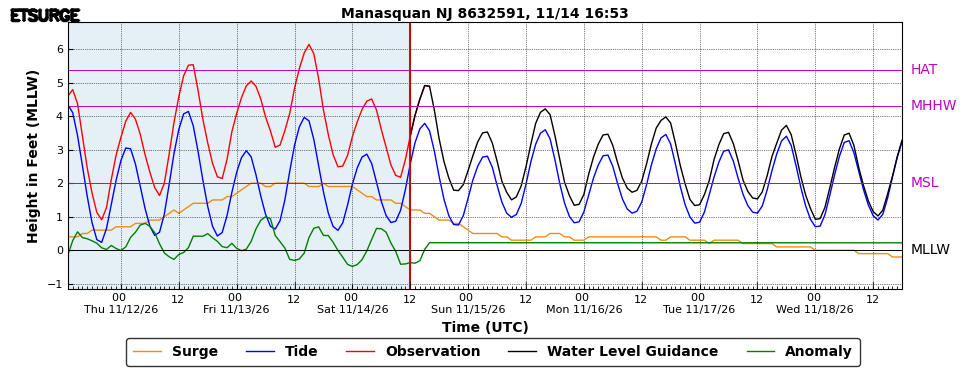 ETSURGE
Manasquan NJ 8632591, 11/14 16:53
Height in Feet (MLLW)
6
5
4
3
2
1
0
−1
HAT
MHHW
MSL
MLLW
00 12 00 12 00 12 00 12 00 12 00 12 00 12
Thu 11/12/26 Fri 11/13/26 Sat 11/14/26 Sun 11/15/26 Mon 11/16/26 Tue 11/17/26 Wed 11/18/26
Time (UTC)
Surge Tide Observation Water Level Guidance Anomaly